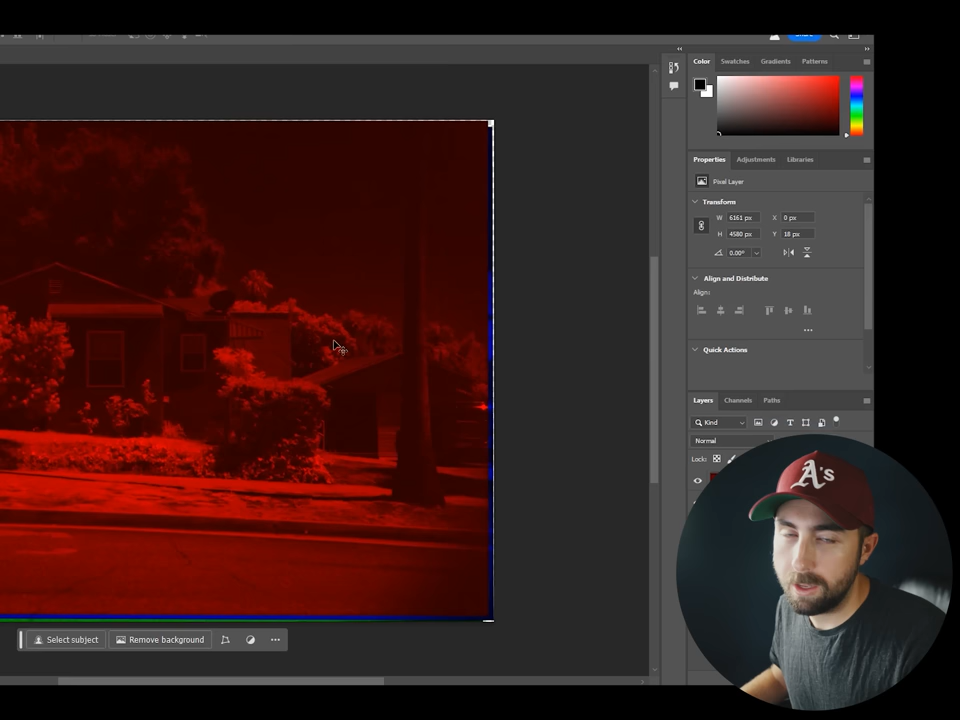 Color Swatches Gradients Patterns
Properties Adjustments Libraries
Pixel Layer
Transform
W 6161 px X 0 px
H 4580 px Y 18 px
0.00°
Align and Distribute
Align:
Quick Actions
Layers Channels Paths
Kind
Normal
Lock:
A's
Select subject Remove background